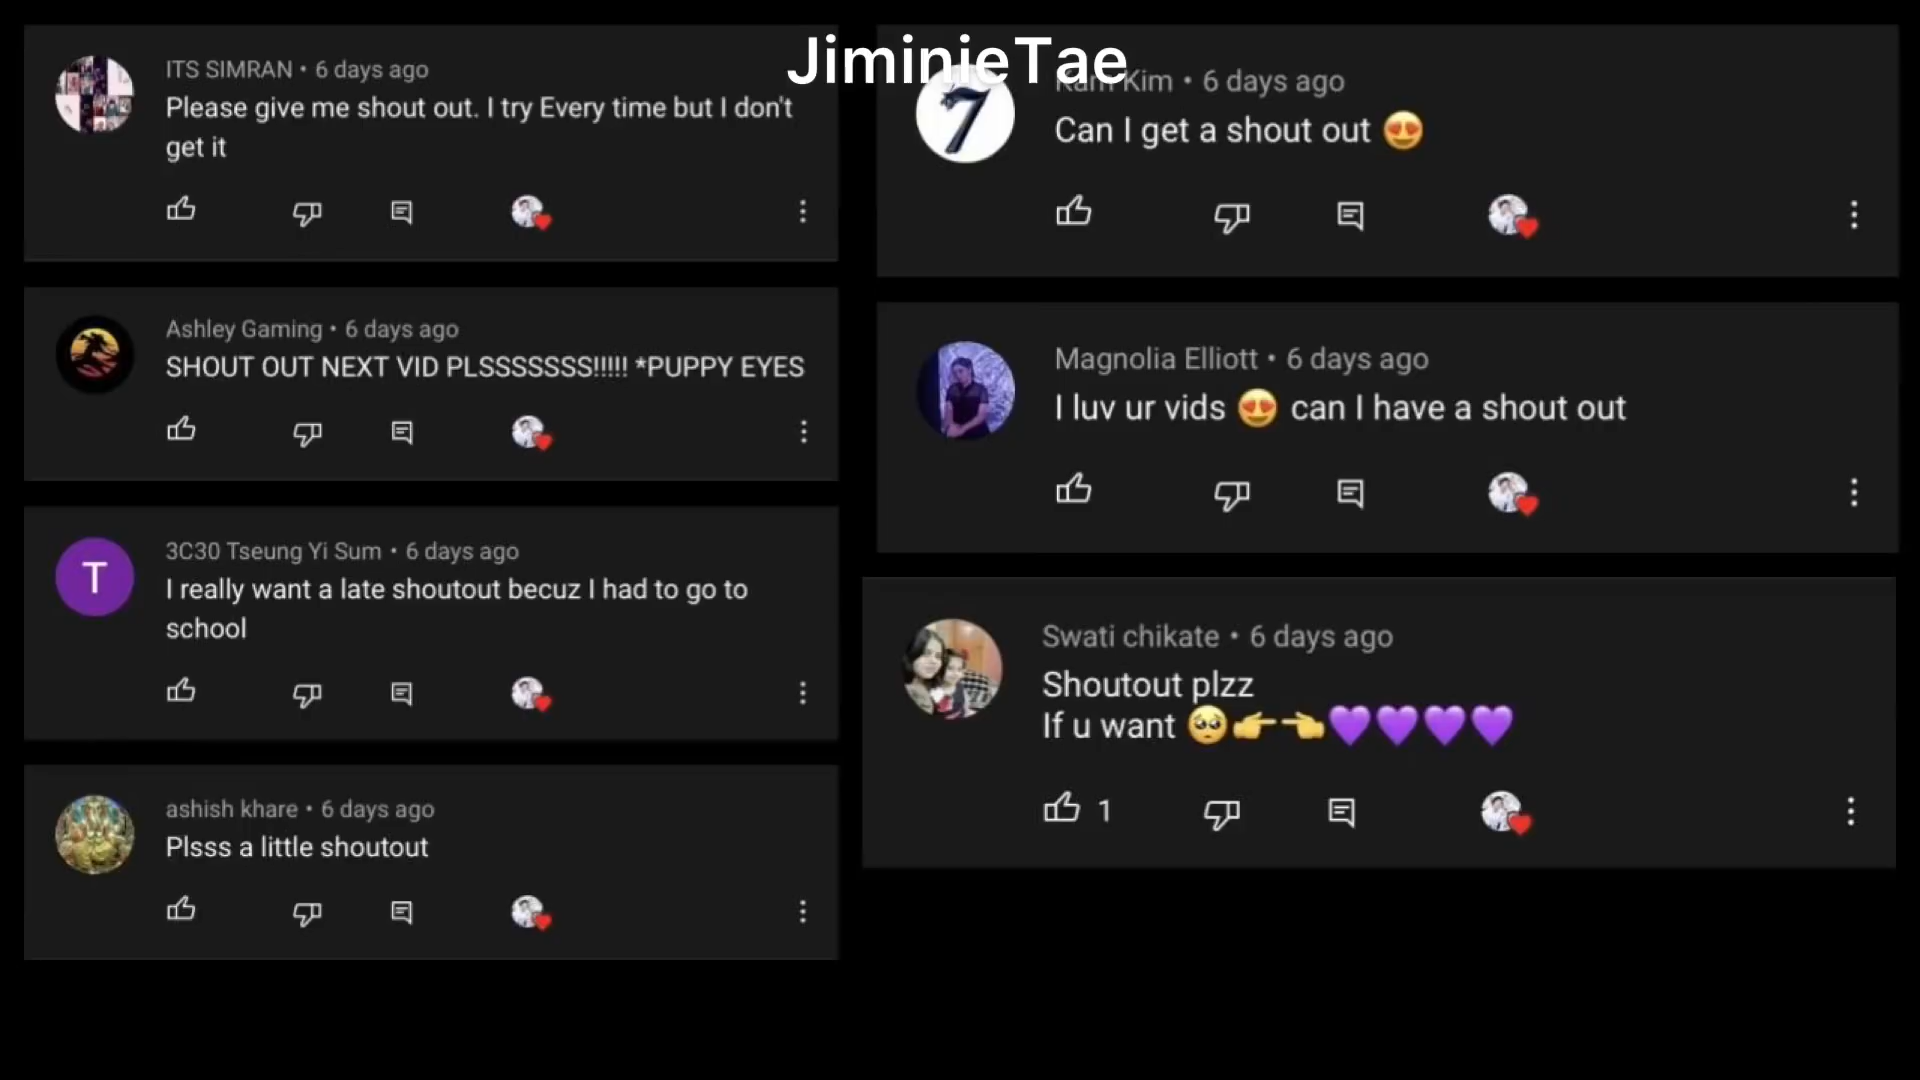 JiminieTae
ITS SIMRAN • 6 days ago
Please give me shout out. I try Every time but I don't
get it
Ashley Gaming • 6 days ago
SHOUT OUT NEXT VID PLSSSSSSS!!!!! *PUPPY EYES
3C30 Tseung Yi Sum • 6 days ago
I really want a late shoutout becuz I had to go to
school
T
ashish khare • 6 days ago
Plsss a little shoutout
Kim • 6 days ago
Can I get a shout out 😍
7
Magnolia Elliott • 6 days ago
I luv ur vids 😍 can I have a shout out
Swati chikate • 6 days ago
Shoutout plzz
If u want 🥺👉👈💜💜💜💜
1